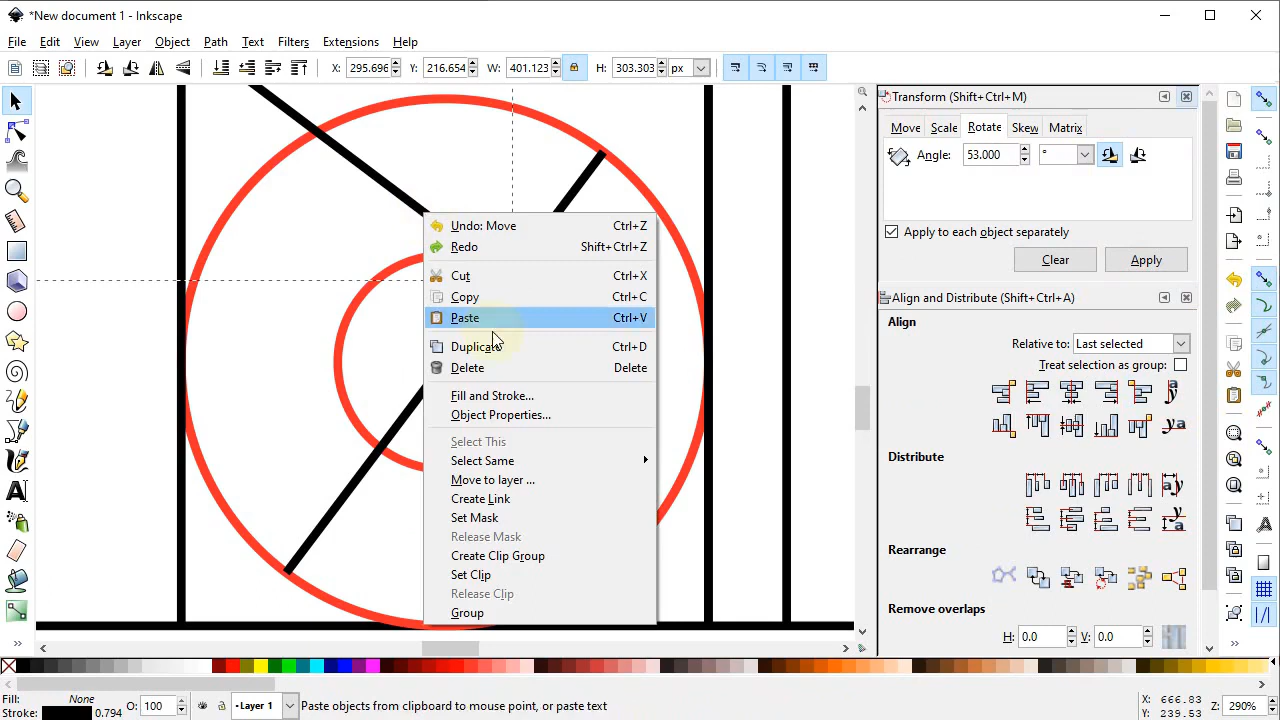 *New document 1 - Inkscape
File Edit View Layer Object Path Text Filters Extensions Help
X: 295.696 Y: 216.654 W: 401.123 H: 303.303 px
Transform (Shift+Ctrl+M)
Move Scale Rotate Skew Matrix
Angle: 53.000 °
Apply to each object separately
Clear Apply
Align and Distribute (Shift+Ctrl+A)
Align
Relative to: Last selected
Treat selection as group:
Distribute
Rearrange
Remove overlaps
H: 0.0 V: 0.0
Undo: Move Ctrl+Z
Redo Shift+Ctrl+Z
Cut Ctrl+X
Copy Ctrl+C
Paste Ctrl+V
Duplicate Ctrl+D
Delete Delete
Fill and Stroke...
Object Properties...
Select This
Select Same
Move to layer ...
Create Link
Set Mask
Release Mask
Create Clip Group
Set Clip
Release Clip
Group
Fill: None
Stroke: 0.794
O: 100
Layer 1
Paste objects from clipboard to mouse point, or paste text
X: 666.83
Y: 239.53
Z: 290%